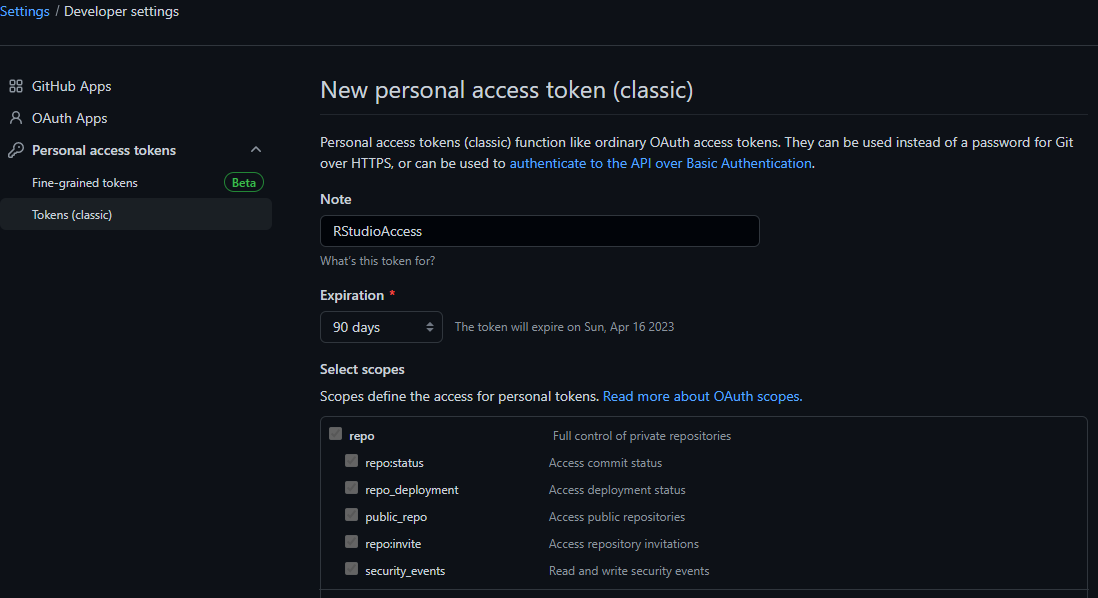 Settings / Developer settings
GitHub Apps
OAuth Apps
Personal access tokens
Fine-grained tokens Beta
Tokens (classic)
New personal access token (classic)
Personal access tokens (classic) function like ordinary OAuth access tokens. They can be used instead of a password for Git
over HTTPS, or can be used to authenticate to the API over Basic Authentication.
Note
RStudioAccess
What's this token for?
Expiration *
90 days The token will expire on Sun, Apr 16 2023
Select scopes
Scopes define the access for personal tokens. Read more about OAuth scopes.
repo Full control of private repositories
repo:status Access commit status
repo_deployment Access deployment status
public_repo Access public repositories
repo:invite Access repository invitations
security_events Read and write security events